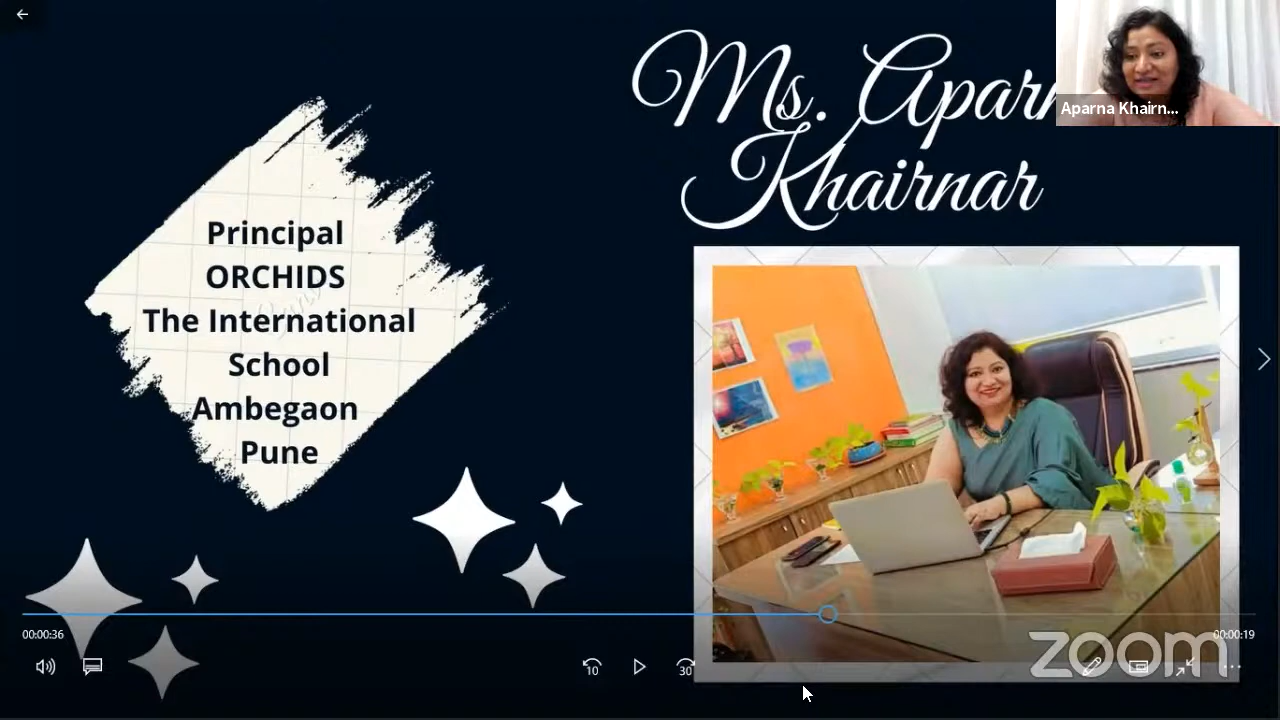 Ms. Aparn
Khairnar
Aparna Khairn...
Principal
ORCHIDS
The International
School
Ambegaon
Pune
00:00:36
00:00:19
10
30
zoom